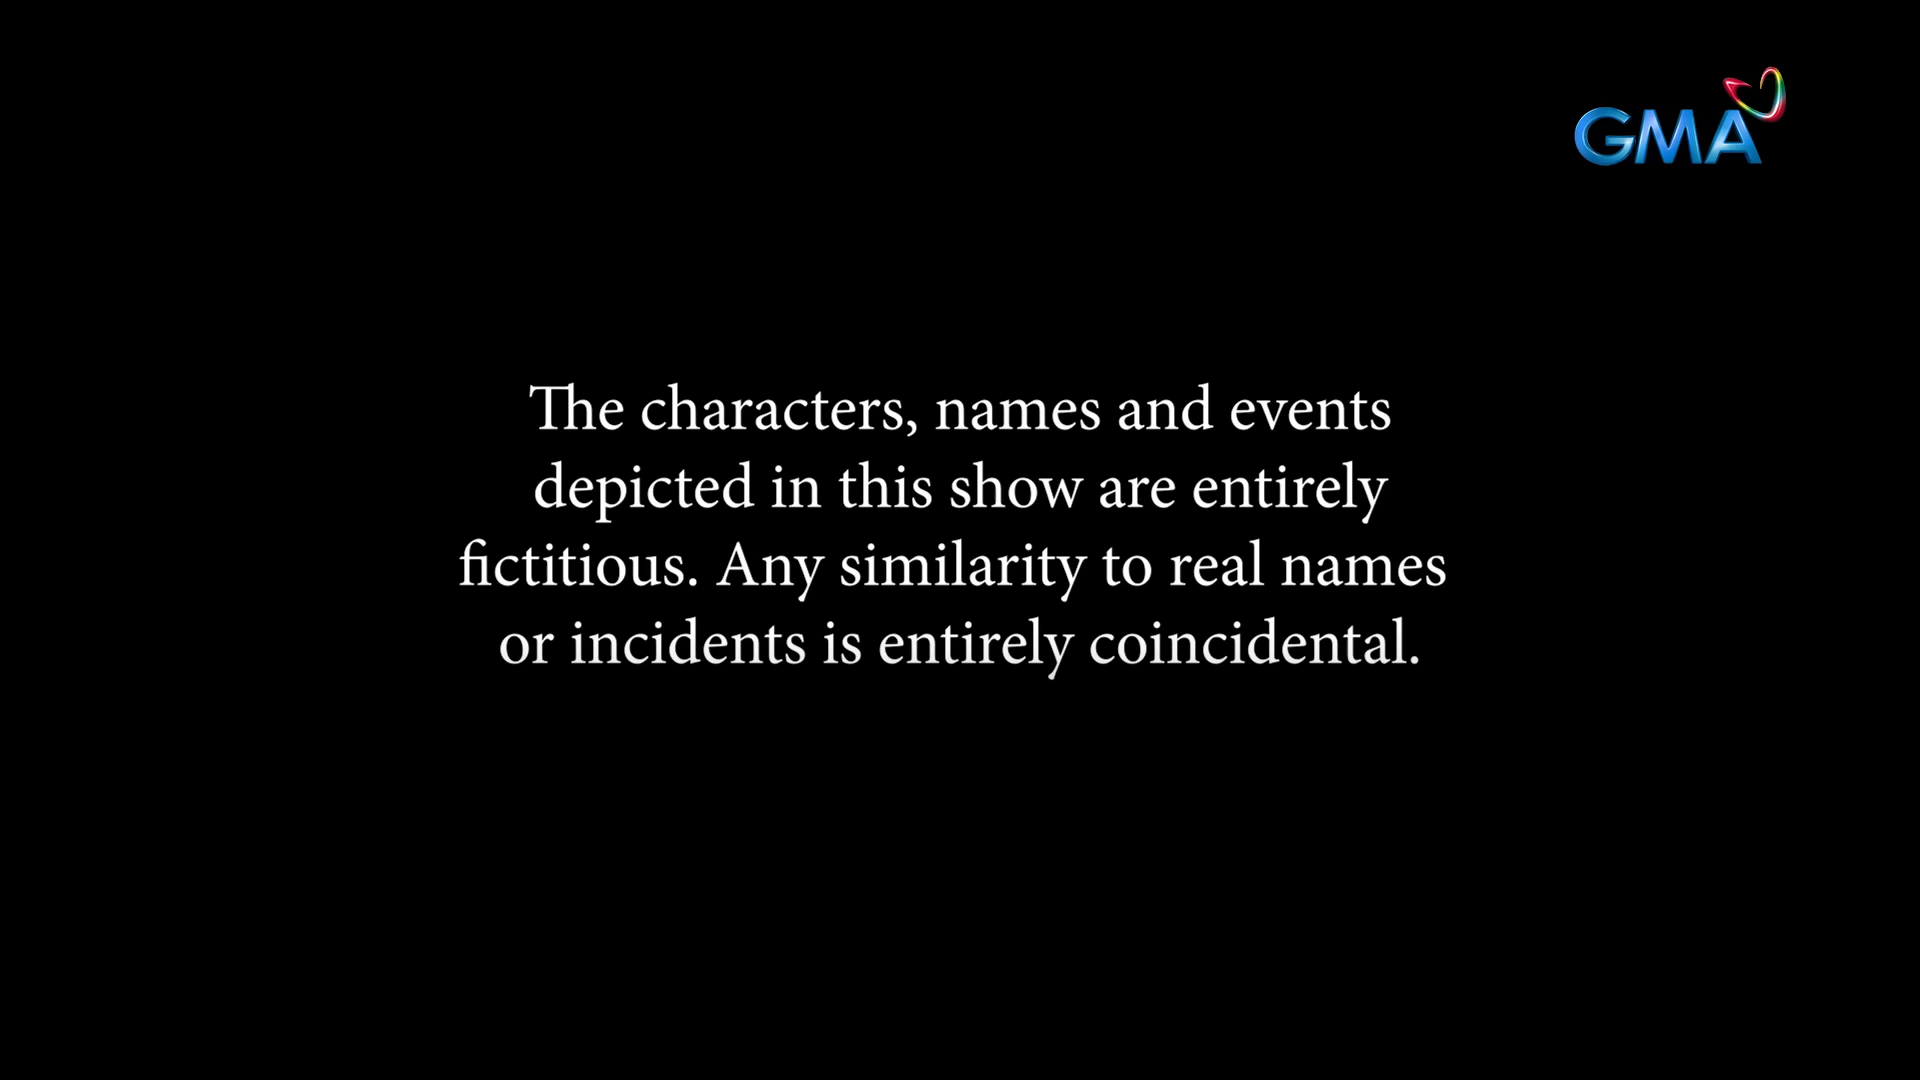 GMA
The characters, names and events
depicted in this show are entirely
fictitious. Any similarity to real names
or incidents is entirely coincidental.